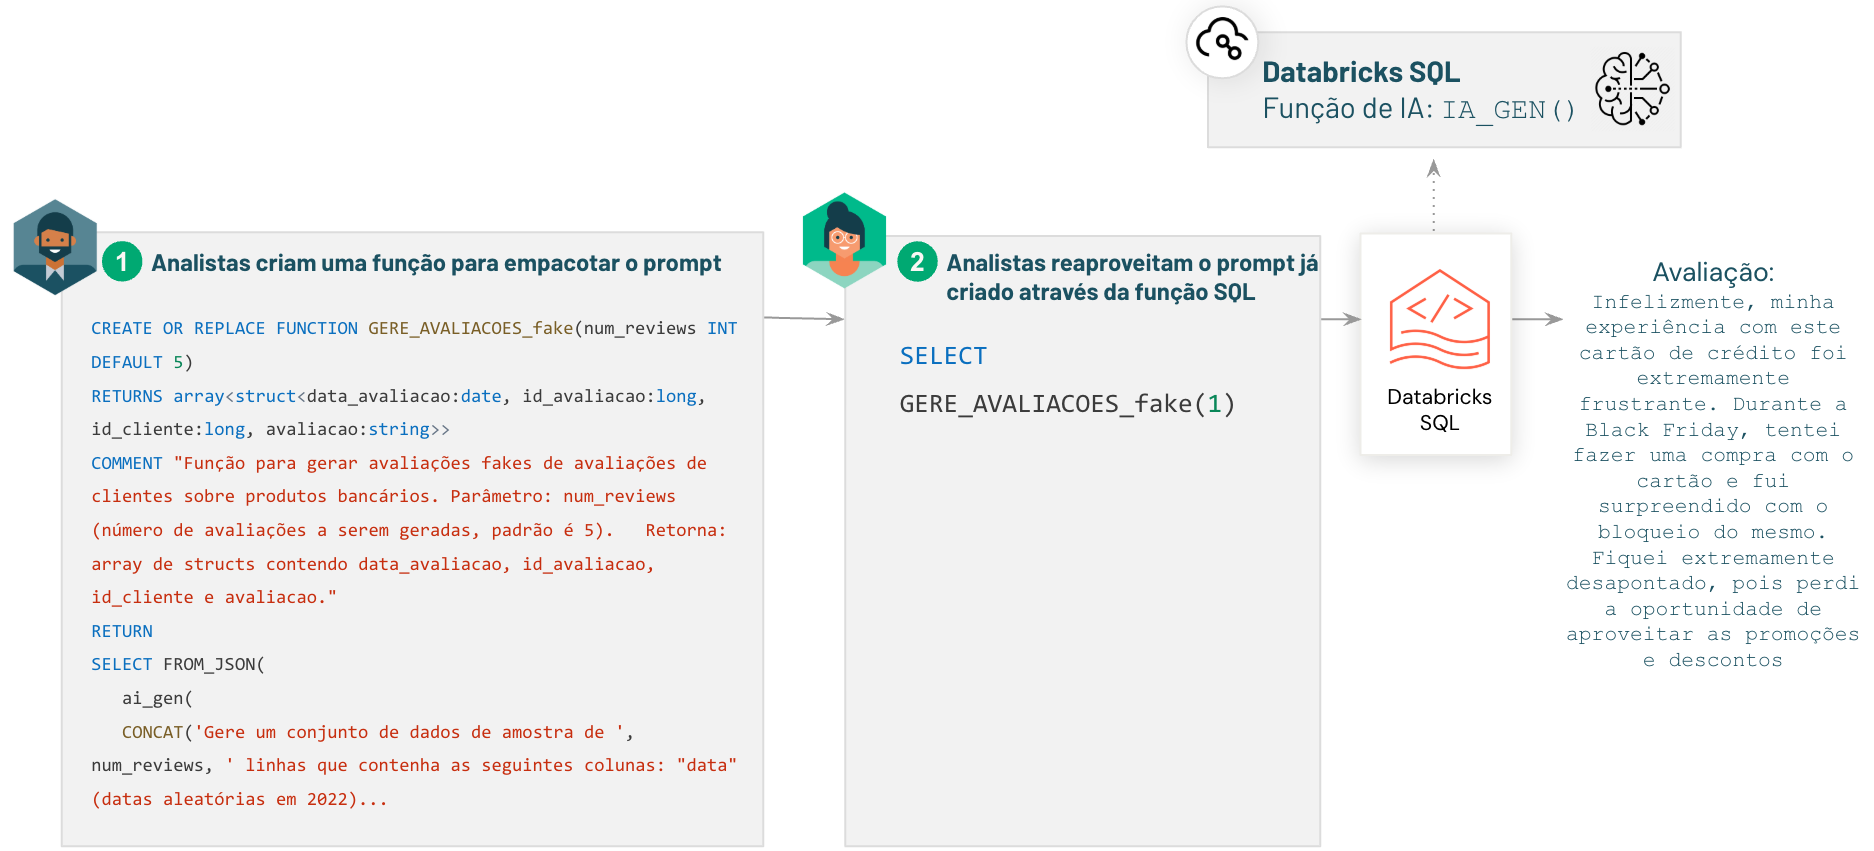 Databricks SQL
Função de IA: IA_GEN()
1 Analistas criam uma função para empacotar o prompt
CREATE OR REPLACE FUNCTION GERE_AVALIACOES_fake(num_reviews INT
DEFAULT 5)
RETURNS array<struct<data_avaliacao:date, id_avaliacao:long,
id_cliente:long, avaliacao:string>>
COMMENT "Função para gerar avaliações fakes de avaliações de
clientes sobre produtos bancários. Parâmetro: num_reviews
(número de avaliações a serem geradas, padrão é 5).   Retorna:
array de structs contendo data_avaliacao, id_avaliacao,
id_cliente e avaliacao."
RETURN
SELECT FROM_JSON(
ai_gen(
CONCAT('Gere um conjunto de dados de amostra de ',
num_reviews, ' linhas que contenha as seguintes colunas: "data"
(datas aleatórias em 2022)...
2 Analistas reaproveitam o prompt já
criado através da função SQL
SELECT
GERE_AVALIACOES_fake(1)
Databricks
SQL
Avaliação:
Infelizmente, minha
experiência com este
cartão de crédito foi
extremamente
frustrante. Durante a
Black Friday, tentei
fazer uma compra com o
cartão e fui
surpreendido com o
bloqueio do mesmo.
Fiquei extremamente
desapontado, pois perdi
a oportunidade de
aproveitar as promoções
e descontos